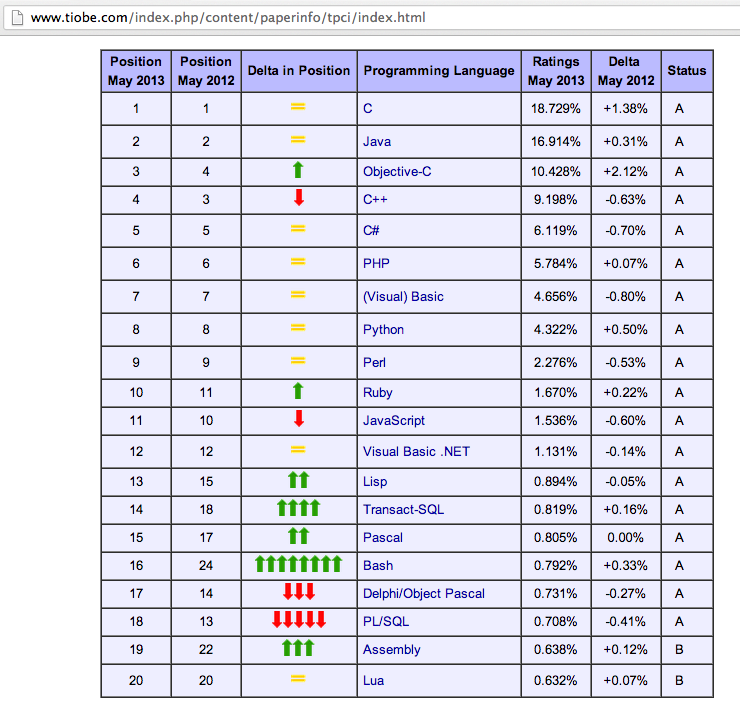 www.tiobe.com/index.php/content/paperinfo/tpci/index.html
Position May 2013 Position May 2012 Delta in Position Programming Language Ratings May 2013 Delta May 2012 Status
1 1 C 18.729% +1.38% A
2 2 Java 16.914% +0.31% A
3 4 Objective-C 10.428% +2.12% A
4 3 C++ 9.198% -0.63% A
5 5 C# 6.119% -0.70% A
6 6 PHP 5.784% +0.07% A
7 7 (Visual) Basic 4.656% -0.80% A
8 8 Python 4.322% +0.50% A
9 9 Perl 2.276% -0.53% A
10 11 Ruby 1.670% +0.22% A
11 10 JavaScript 1.536% -0.60% A
12 12 Visual Basic .NET 1.131% -0.14% A
13 15 Lisp 0.894% -0.05% A
14 18 Transact-SQL 0.819% +0.16% A
15 17 Pascal 0.805% 0.00% A
16 24 Bash 0.792% +0.33% A
17 14 Delphi/Object Pascal 0.731% -0.27% A
18 13 PL/SQL 0.708% -0.41% A
19 22 Assembly 0.638% +0.12% B
20 20 Lua 0.632% +0.07% B